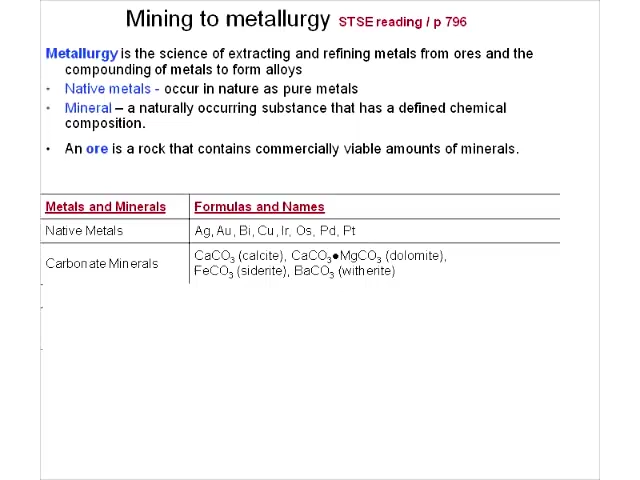 Mining to metallurgy STSE reading / p 796
Metallurgy is the science of extracting and refining metals from ores and the
compounding of metals to form alloys
• Native metals - occur in nature as pure metals
• Mineral – a naturally occurring substance that has a defined chemical
composition.
• An ore is a rock that contains commercially viable amounts of minerals.
Metals and Minerals Formulas and Names
Native Metals Ag, Au, Bi, Cu, Ir, Os, Pd, Pt
Carbonate Minerals CaCO₃ (calcite), CaCO₃●MgCO₃ (dolomite),
FeCO₃ (siderite), BaCO₃ (witherite)